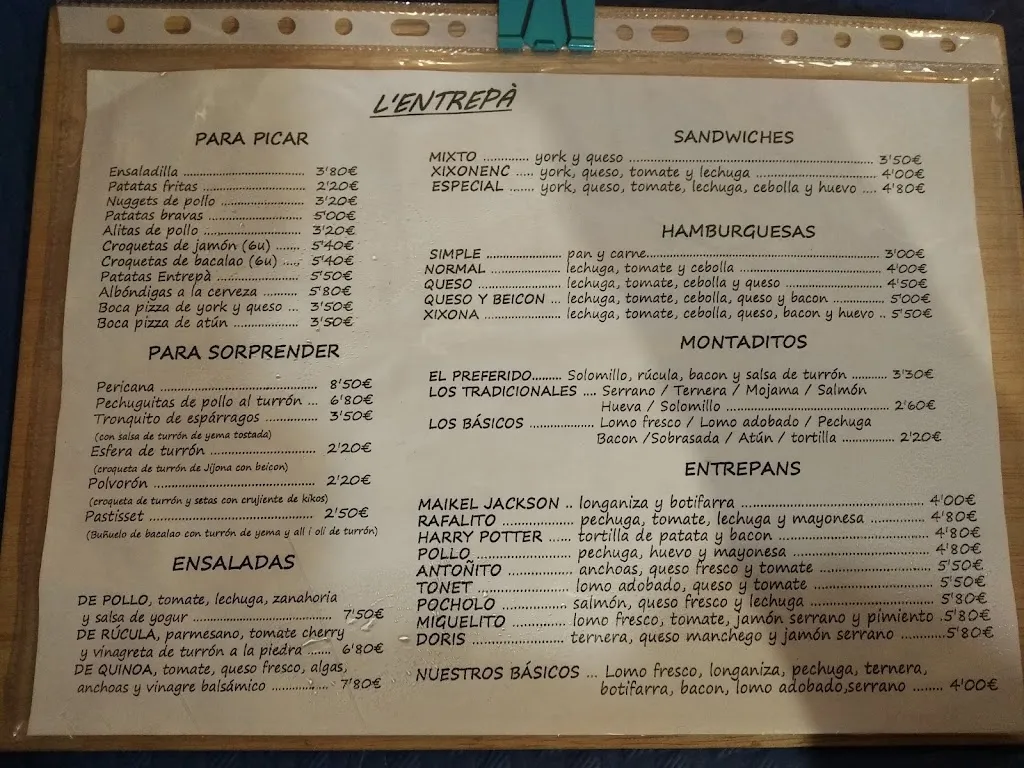 L'ENTREPÀ
PARA PICAR
Ensaladilla ........................... 3'80€
Patatas fritas ........................ 2'20€
Nuggets de pollo .................. 3'20€
Patatas bravas ...................... 5'00€
Alitas de pollo ...................... 3'20€
Croquetas de jamón (6u) ...... 5'40€
Croquetas de bacalao (6u) .... 5'40€
Patatas Entrepà .................... 5'50€
Albóndigas a la cerveza ........ 5'80€
Boca pizza de york y queso ... 3'50€
Boca pizza de atún ................ 3'50€
PARA SORPRENDER
Pericana .................................. 8'50€
Pechuguitas de pollo al turrón ... 6'80€
Tronquito de espárragos ........... 3'50€
(con salsa de turrón de yema tostada)
Esfera de turrón ...................... 2'20€
(croqueta de turrón de Jijona con beicon)
Polvorón .................................. 2'20€
(croqueta de turrón y setas con crujiente de kikos)
Pastisset .................................. 2'50€
(Buñuelo de bacalao con turrón de yema y all i oli de turrón)
ENSALADAS
DE POLLO, tomate, lechuga, zanahoria
y salsa de yogur .............................. 7'50€
DE RÚCULA, parmesano, tomate cherry
y vinagreta de turrón a la piedra ...... 6'80€
DE QUINOA, tomate, queso fresco, algas,
anchoas y vinagre balsámico .............. 7'80€
SANDWICHES
MIXTO ............ york y queso ........................................ 3'50€
XIXONENC ..... york, queso, tomate y lechuga .................... 4'00€
ESPECIAL ....... york, queso, tomate, lechuga, cebolla y huevo .... 4'80€
HAMBURGUESAS
SIMPLE .................... pan y carne........................................ 3'00€
NORMAL .................. lechuga, tomate y cebolla ........................ 4'00€
QUESO .................... lechuga, tomate, cebolla y queso .................. 4'50€
QUESO Y BEICON .. lechuga, tomate, cebolla, queso y bacon ........... 5'00€
XIXONA .................... lechuga, tomate, cebolla, queso, bacon y huevo .. 5'50€
MONTADITOS
EL PREFERIDO........ Solomillo, rúcula, bacon y salsa de turrón .......... 3'30€
LOS TRADICIONALES .... Serrano / Ternera / Mojama / Salmón
Hueva / Solomillo ........................................ 2'60€
LOS BÁSICOS .................. Lomo fresco / Lomo adobado / Pechuga
Bacon /Sobrasada / Atún / tortilla .................. 2'20€
ENTREPANS
MAIKEL JACKSON .. longaniza y botifarra ........................................ 4'00€
RAFALITO .................. pechuga, tomate, lechuga y mayonesa ............. 4'80€
HARRY POTTER ...... tortilla de patata y bacon .............................. 4'80€
POLLO ...................... pechuga, huevo y mayonesa ............................ 4'80€
ANTOÑITO ................ anchoas, queso fresco y tomate ...................... 5'50€
TONET ...................... lomo adobado, queso y tomate ...................... 5'50€
POCHOLO .................. salmón, queso fresco y lechuga ...................... 5'80€
MIGUELITO ................ lomo fresco, tomate, jamón serrano y pimiento .5'80€
DORIS ...................... ternera, queso manchego y jamón serrano ...........5'80€
NUESTROS BÁSICOS ... Lomo fresco, longaniza, pechuga, ternera,
botifarra, bacon, lomo adobado,serrano ........ 4'00€